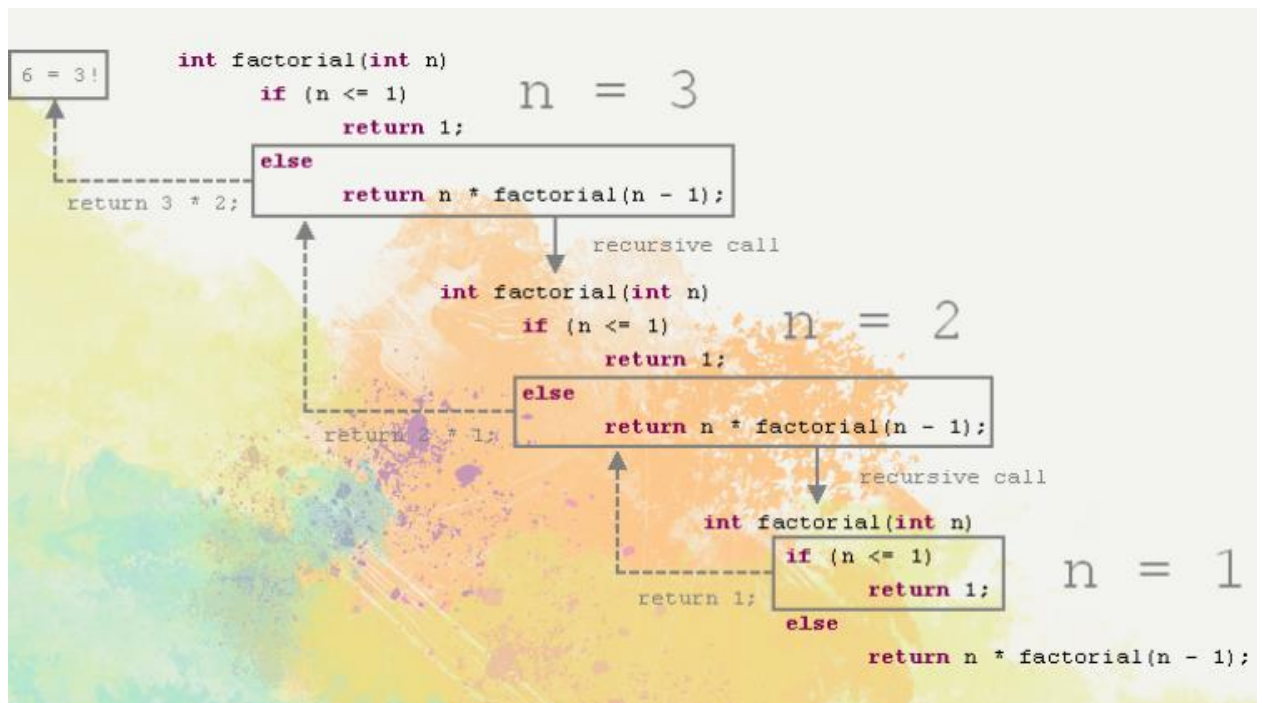 6 = 3!
int factorial(int n)
if (n <= 1)
n = 3
return 1;
else
return n * factorial(n - 1);
return 3 * 2;
recursive call
int factorial(int n)
if (n <= 1)
n = 2
return 1;
else
return n * factorial(n - 1);
return 2 * 1;
recursive call
int factorial(int n)
if (n <= 1)
n = 1
return 1;
return 1;
else
return n * factorial(n - 1);